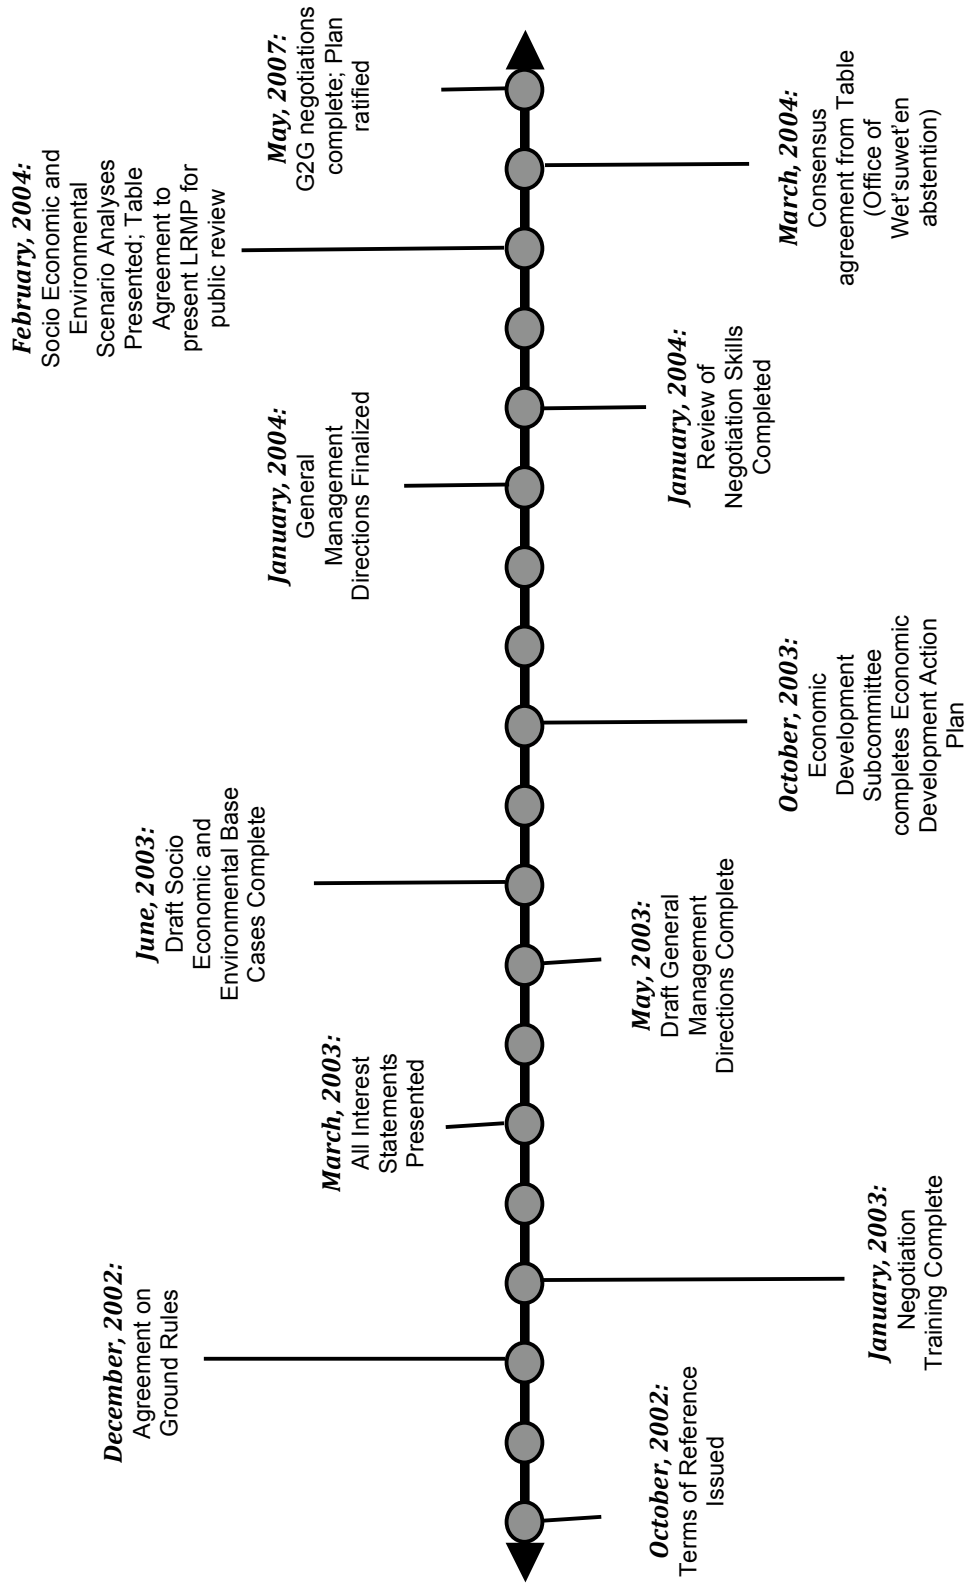 October, 2002:
Terms of Reference
Issued
December, 2002:
Agreement on
Ground Rules
January, 2003:
Negotiation
Training Complete
March, 2003:
All Interest
Statements
Presented
May, 2003:
Draft General
Management
Directions Complete
June, 2003:
Draft Socio
Economic and
Environmental Base
Cases Complete
October, 2003:
Economic
Development
Subcommittee
completes Economic
Development Action
Plan
January, 2004:
General
Management
Directions Finalized
January, 2004:
Review of
Negotiation Skills
Completed
February, 2004:
Socio Economic and
Environmental
Scenario Analyses
Presented; Table
Agreement to
present LRMP for
public review
March, 2004:
Consensus
agreement from Table
(Office of
Wet'suwet'en
abstention)
May, 2007:
G2G negotiations
complete; Plan
ratified